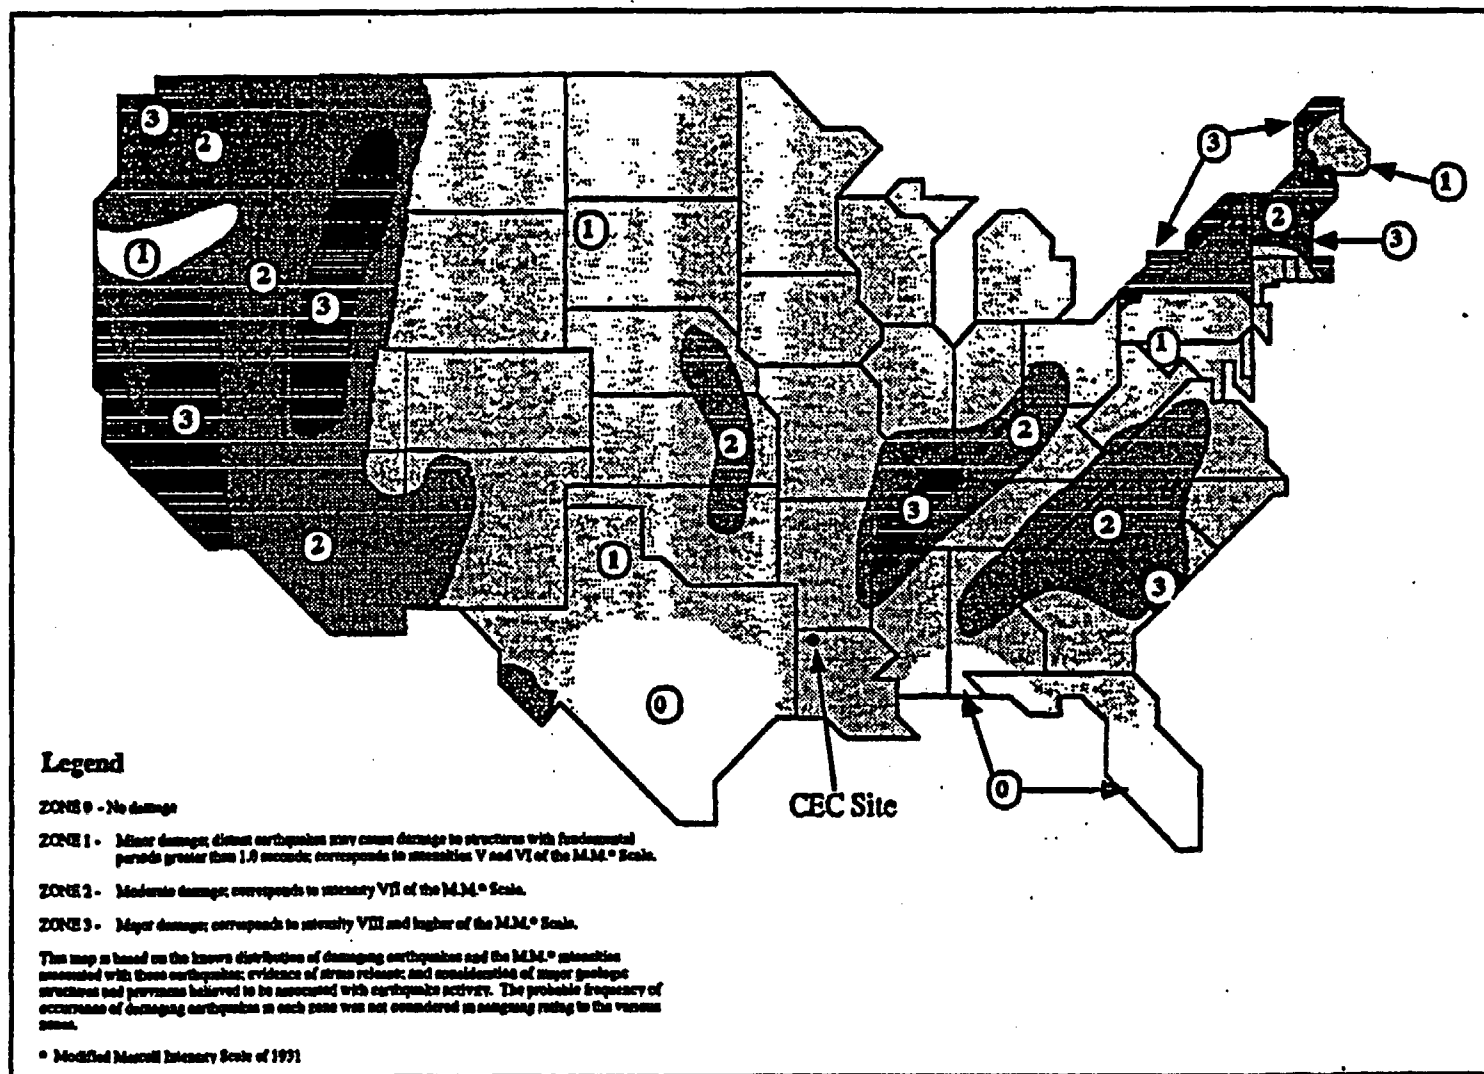 3
2
3
3
1
1
1
2
3
2
3
1
2
3
2
3
1
2
2
3
2
1
0
CEC Site
0
Legend
ZONE 0 - No damage
ZONE 1 - Minor damage; distant earthquakes may cause damage to structures with fundamental
periods greater than 1.0 seconds; corresponds to intensities V and VI of the M.M.* Scale.
ZONE 2 - Moderate damage; corresponds to intensity VII of the M.M.* Scale.
ZONE 3 - Major damage; corresponds to intensity VIII and higher of the M.M.* Scale.
This map is based on the known distribution of damaging earthquakes and the M.M.* intensities
associated with these earthquakes; evidence of stress release; and consideration of major geologic
structures and provinces believed to be associated with earthquake activity. The probable frequency of
occurrence of damaging earthquakes in each zone was not considered in assigning rating to the various
zones.
* Modified Mercalli Intensity Scale of 1931